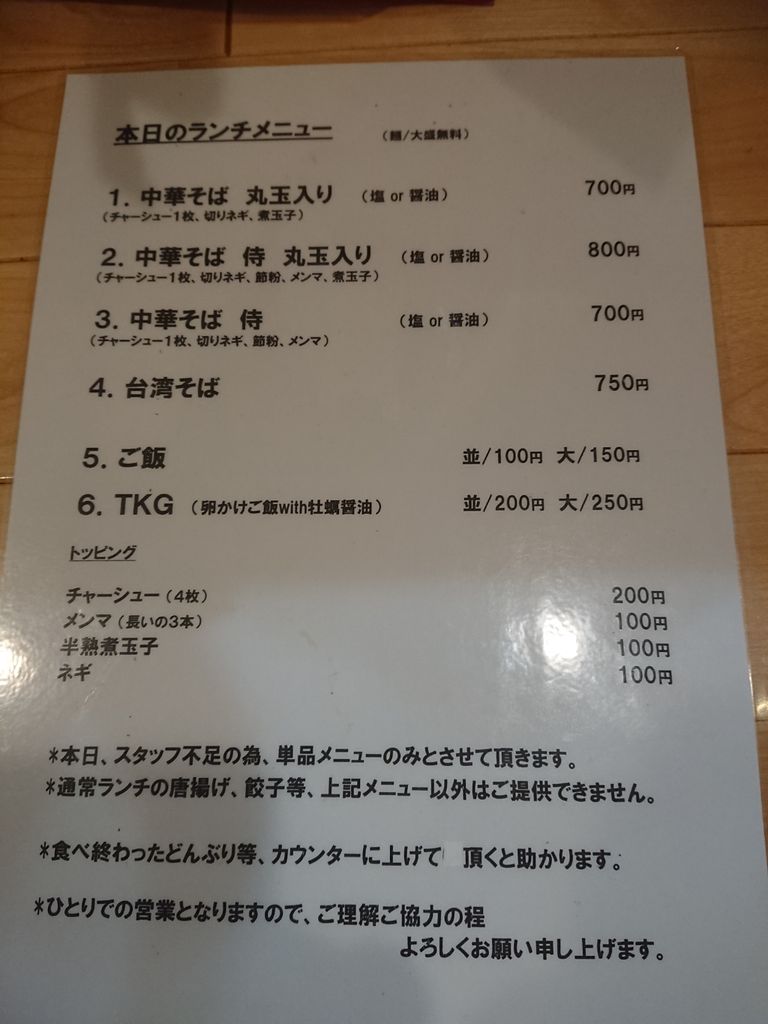 本日のランチメニュー （麺/大盛無料）
1. 中華そば 丸玉入り （塩 or 醤油） 700円
（チャーシュー1枚、切りネギ、煮玉子）
2. 中華そば 侍 丸玉入り （塩 or 醤油） 800円
（チャーシュー1枚、切りネギ、節粉、メンマ、煮玉子）
3. 中華そば 侍 （塩 or 醤油） 700円
（チャーシュー1枚、切りネギ、節粉、メンマ）
4. 台湾そば 750円
5. ご飯 並/100円 大/150円
6. TKG （卵かけご飯with牡蠣醤油） 並/200円 大/250円
トッピング
チャーシュー（4枚） 200円
メンマ（長いの3本） 100円
半熟煮玉子 100円
ネギ 100円
*本日、スタッフ不足の為、単品メニューのみとさせて頂きます。
*通常ランチの唐揚げ、餃子等、上記メニュー以外はご提供できません。
*食べ終わったどんぶり等、カウンターに上げて 頂くと助かります。
*ひとりでの営業となりますので、ご理解ご協力の程
よろしくお願い申し上げます。